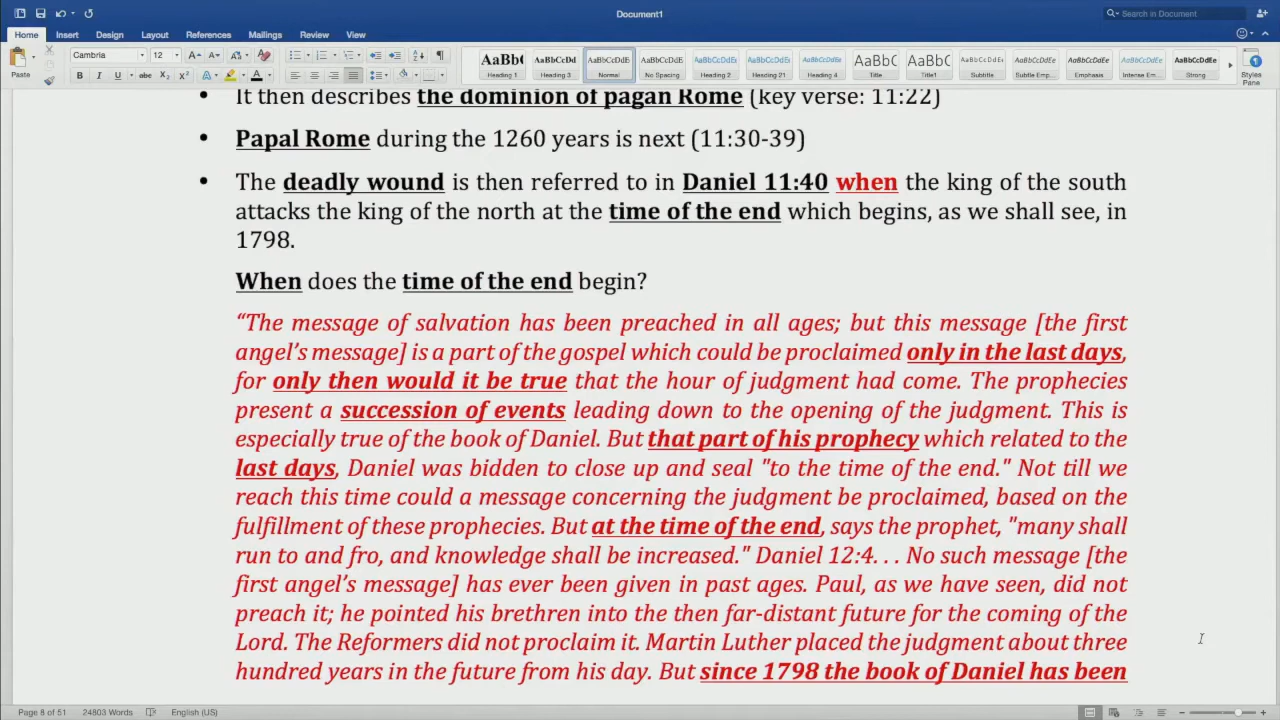 Document1
Search in Document
Home Insert Design Layout References Mailings Review View
Paste
Cambria 12
B I U abc X₂ X²
AaBb( AaBbCcDd AaBbCcDdEe AaBbCcDdEe AaBbCcDdEe AaBbCcDdEe AaBbCcDdEe AaBbC AaBbC AaBbCcDdEe AaBbCcDdEe AaBbCcDdEe AaBbCcDdEe AaBbCcDdEe
Heading 1 Heading 3 Normal No Spacing Heading 2 Heading 21 Heading 4 Title Title1 Subtitle Subtle Emp... Emphasis Intense Em... Strong Styles
Pane
• It then describes the dominion of pagan Rome (key verse: 11:22)
• Papal Rome during the 1260 years is next (11:30-39)
• The deadly wound is then referred to in Daniel 11:40 when the king of the south
attacks the king of the north at the time of the end which begins, as we shall see, in
1798.
When does the time of the end begin?
“The message of salvation has been preached in all ages; but this message [the first
angel’s message] is a part of the gospel which could be proclaimed only in the last days,
for only then would it be true that the hour of judgment had come. The prophecies
present a succession of events leading down to the opening of the judgment. This is
especially true of the book of Daniel. But that part of his prophecy which related to the
last days, Daniel was bidden to close up and seal "to the time of the end." Not till we
reach this time could a message concerning the judgment be proclaimed, based on the
fulfillment of these prophecies. But at the time of the end, says the prophet, "many shall
run to and fro, and knowledge shall be increased." Daniel 12:4. . . No such message [the
first angel’s message] has ever been given in past ages. Paul, as we have seen, did not
preach it; he pointed his brethren into the then far-distant future for the coming of the
Lord. The Reformers did not proclaim it. Martin Luther placed the judgment about three
hundred years in the future from his day. But since 1798 the book of Daniel has been
Page 8 of 51 24803 Words English (US)